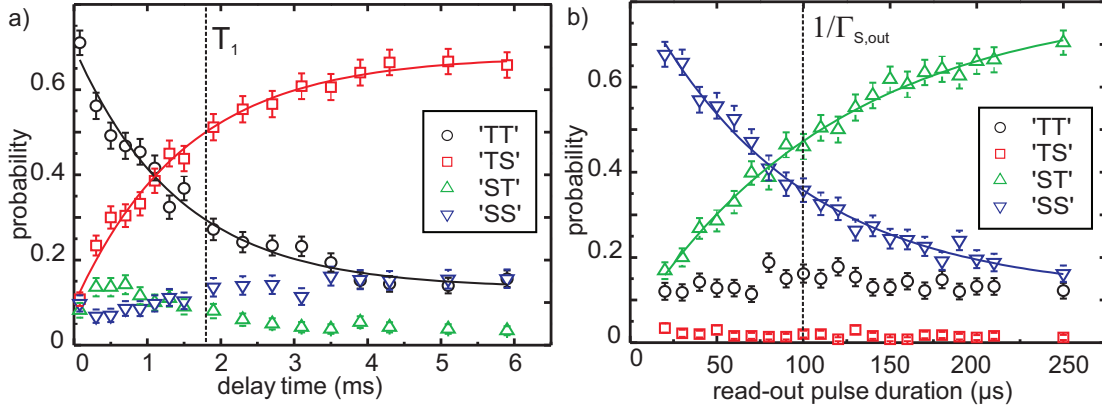 a)
T₁
probability
0.6
0.4
0.2
0
'TT'
'TS'
'ST'
'SS'
0 1 2 3 4 5 6
delay time (ms)
b)
1/Γ_S,out
probability
0.6
0.4
0.2
0
'TT'
'TS'
'ST'
'SS'
0 50 100 150 200 250
read-out pulse duration (µs)